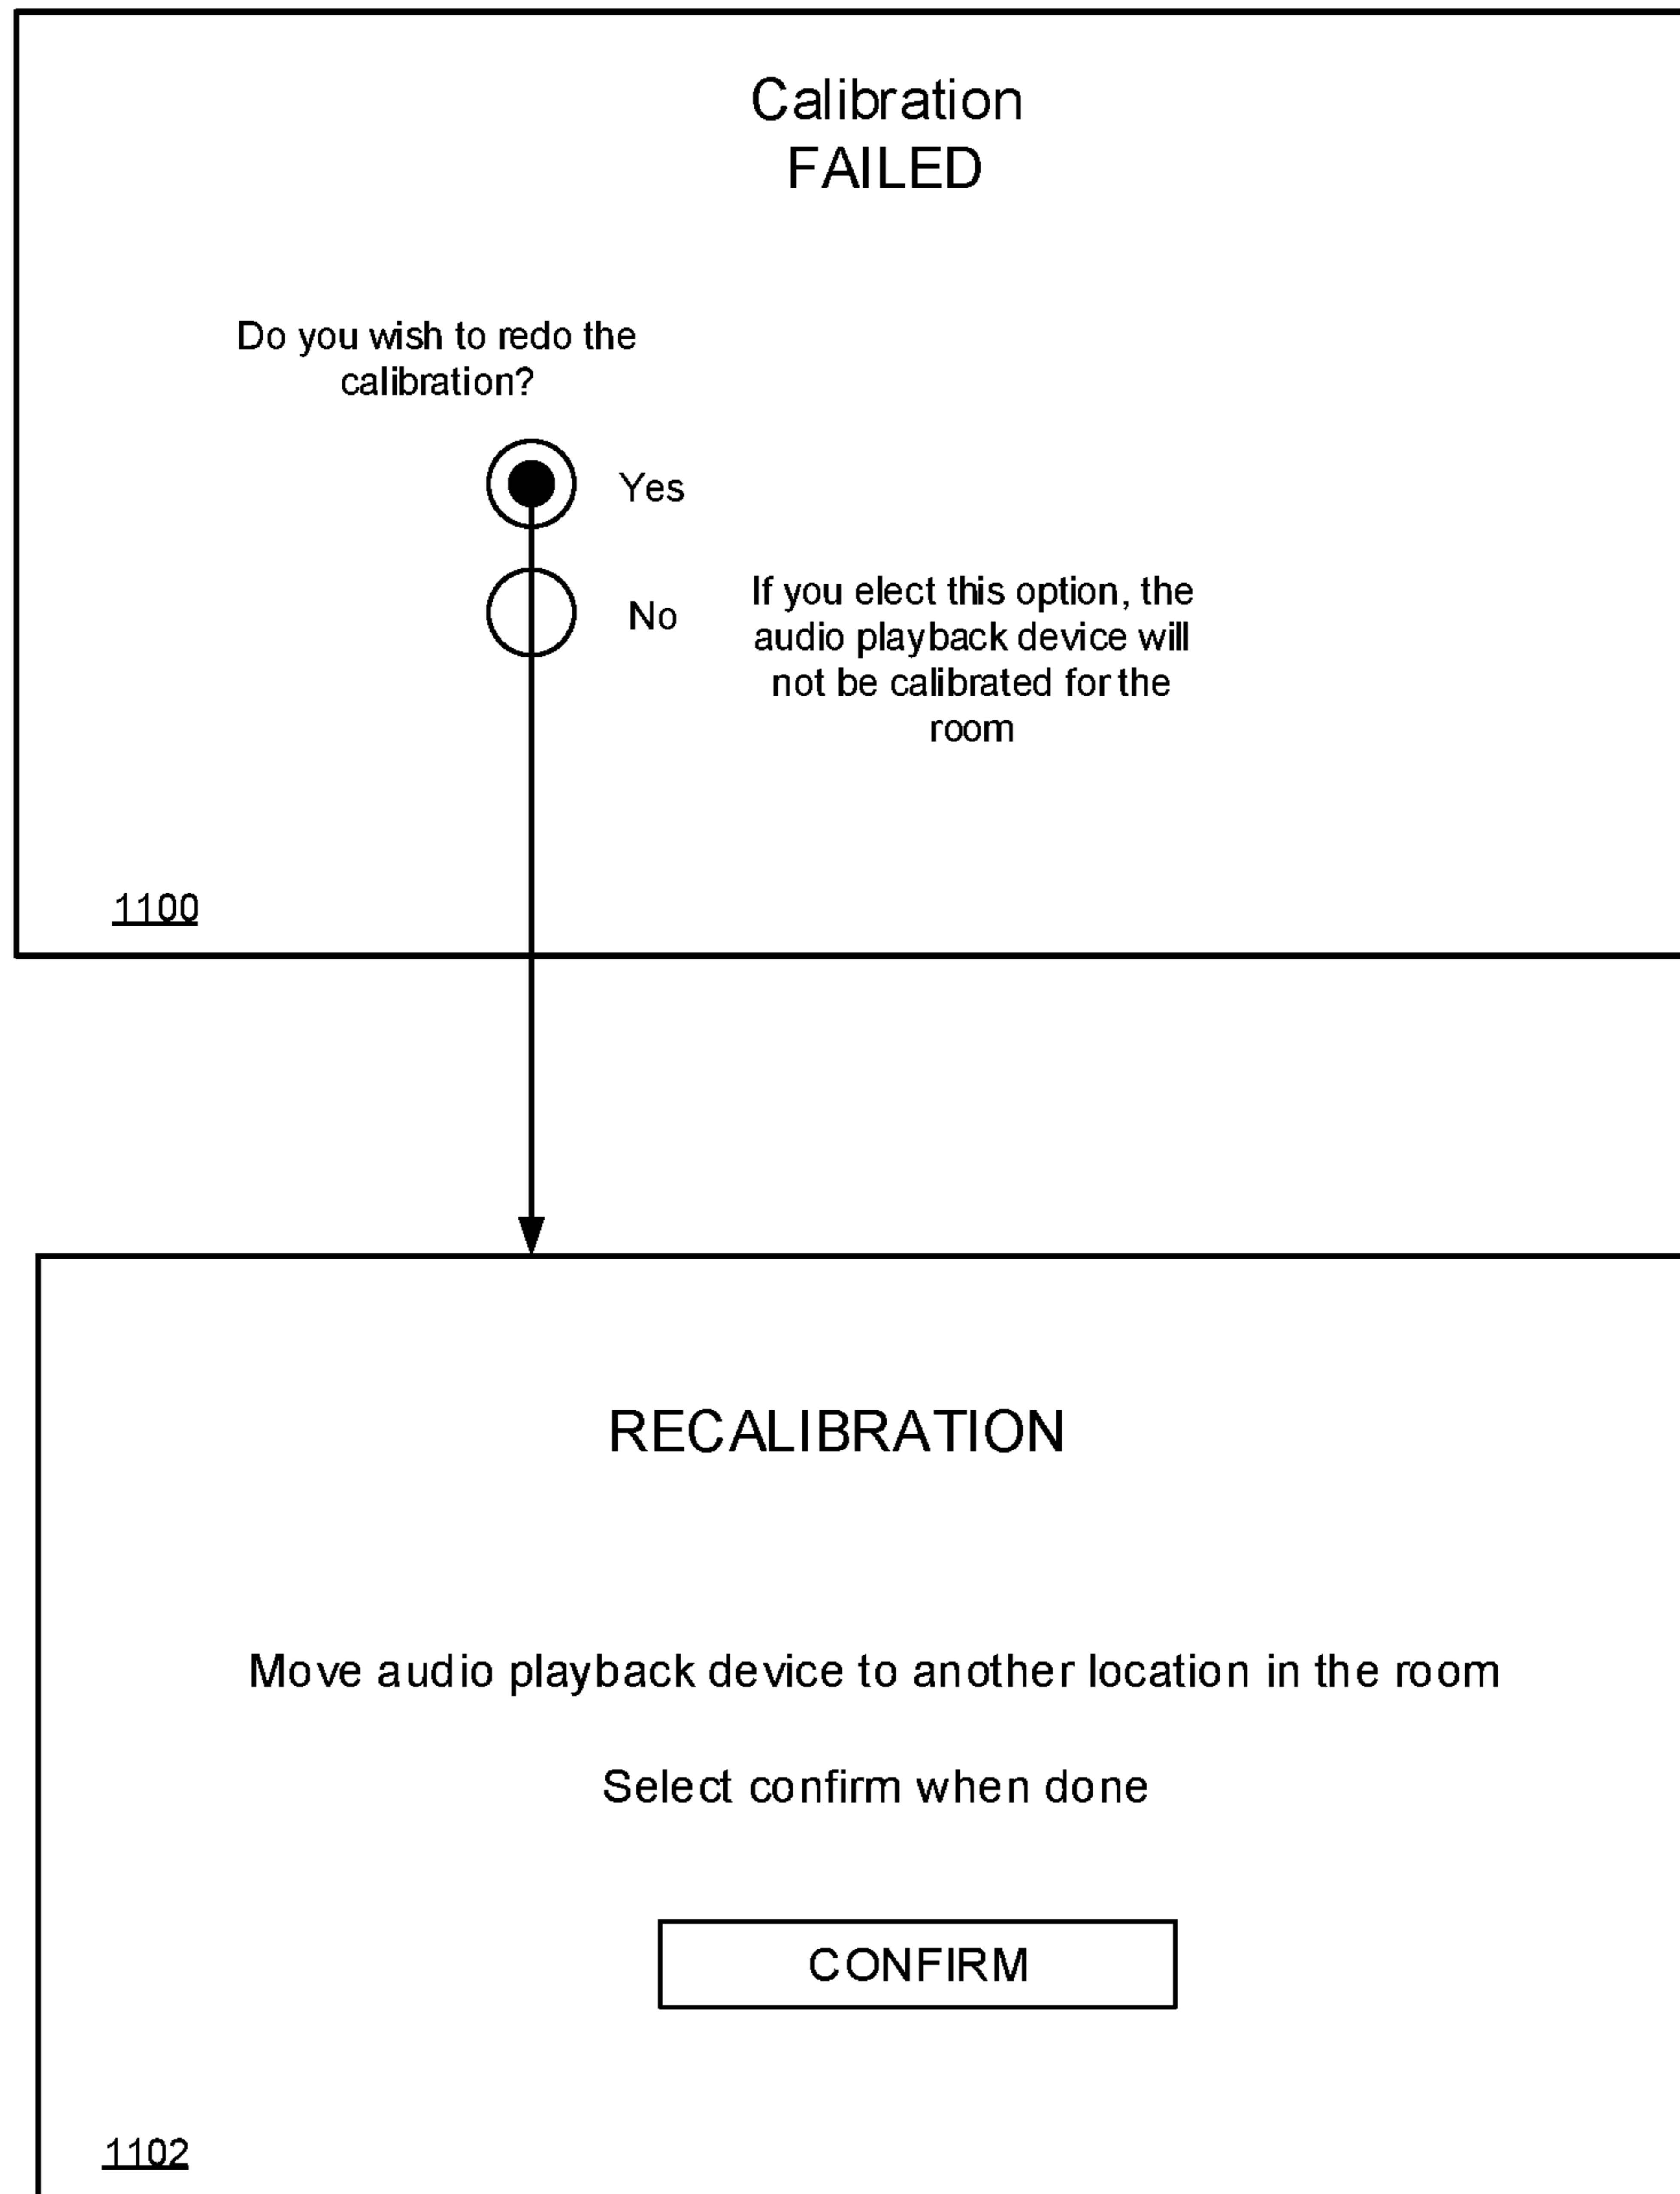 Calibration
FAILED
Do you wish to redo the
calibration?
Yes
No
If you elect this option, the
audio playback device will
not be calibrated for the
room
1100
RECALIBRATION
Move audio playback device to another location in the room
Select confirm when done
CONFIRM
1102